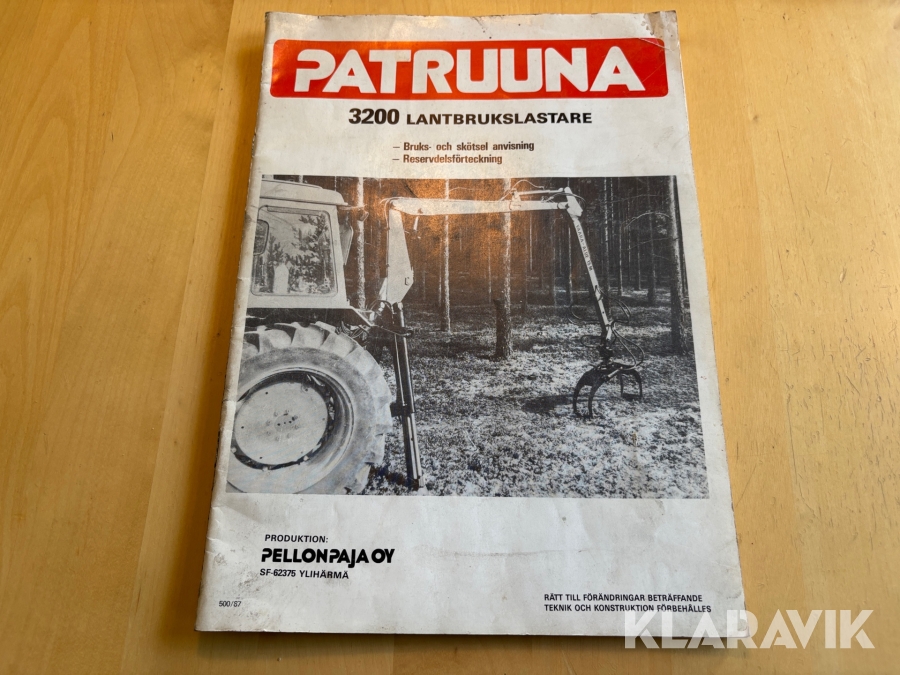 PATRUUNA
3200 LANTBRUKSLASTARE
– Bruks- och skötsel anvisning
– Reservdelsförteckning
PRODUKTION:
PELLONPAJA OY
SF-62375 YLIHÄRMÄ
500/87
RÄTT TILL FÖRÄNDRINGAR BETRÄFFANDE
TEKNIK OCH KONSTRUKTION FÖRBEHÅLLES
KLARAVIK